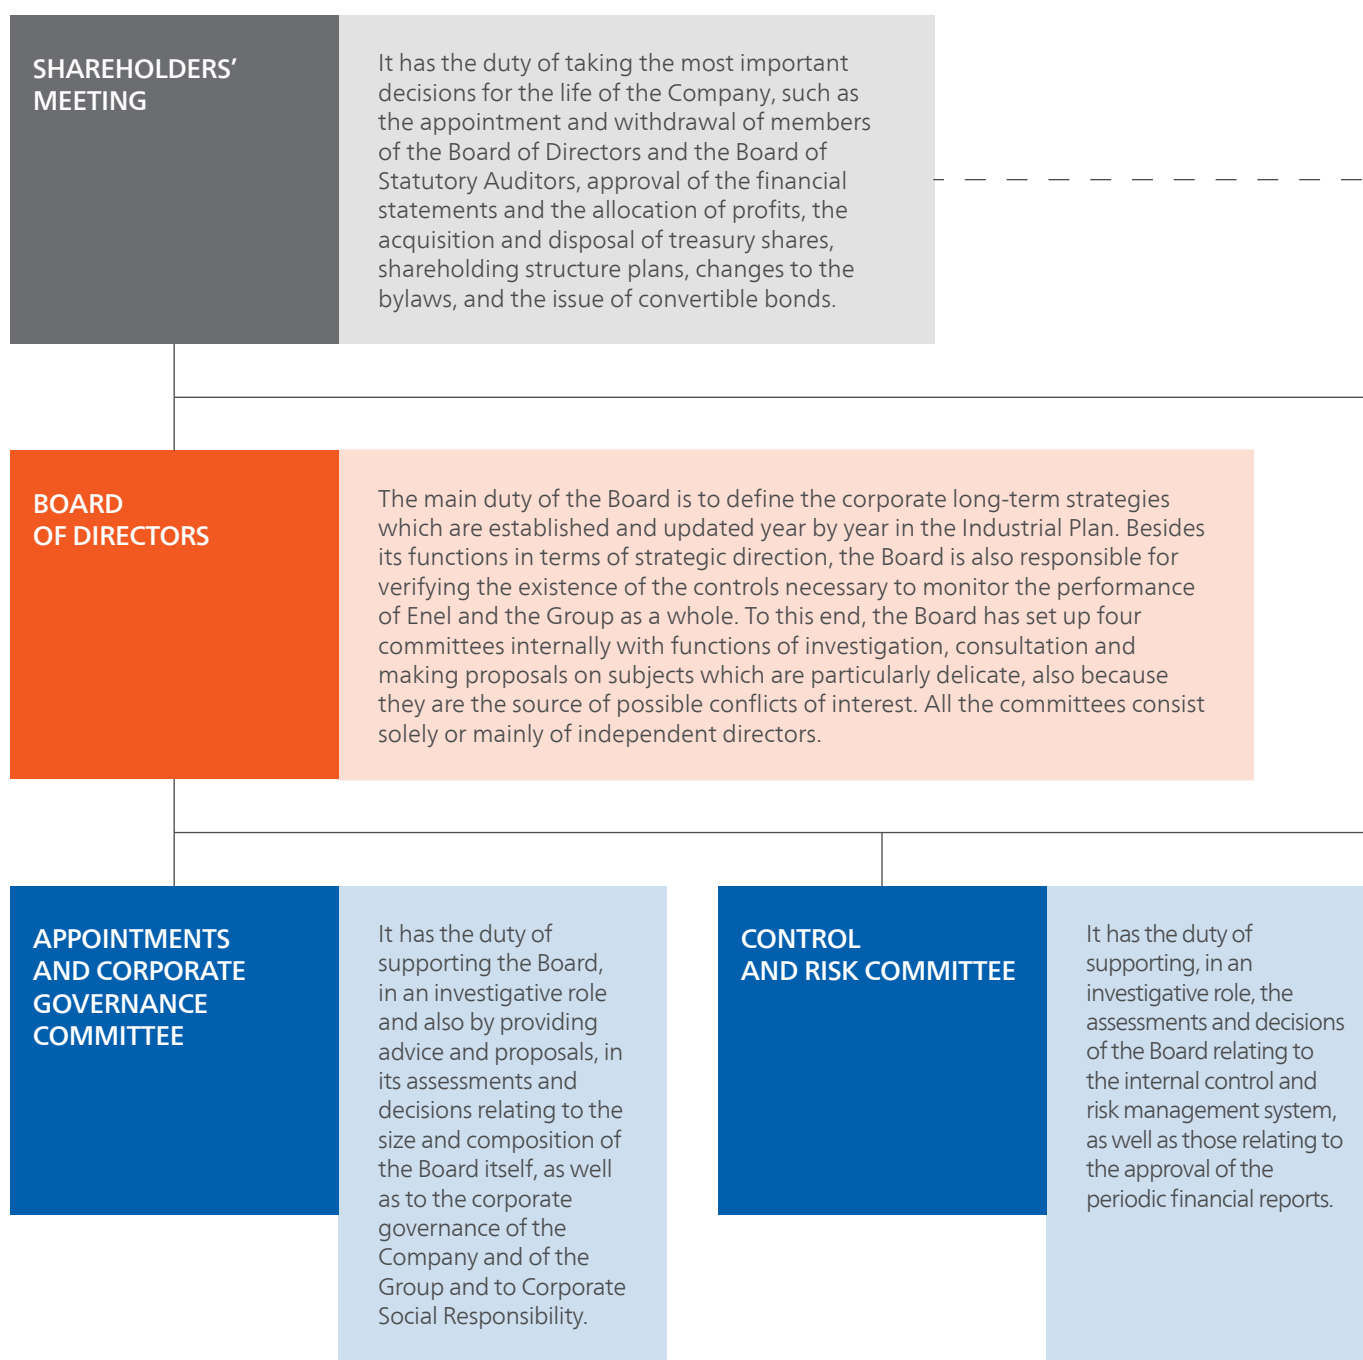 SHAREHOLDERS’
MEETING
It has the duty of taking the most important
decisions for the life of the Company, such as
the appointment and withdrawal of members
of the Board of Directors and the Board of
Statutory Auditors, approval of the financial
statements and the allocation of profits, the
acquisition and disposal of treasury shares,
shareholding structure plans, changes to the
bylaws, and the issue of convertible bonds.
BOARD
OF DIRECTORS
The main duty of the Board is to define the corporate long-term strategies
which are established and updated year by year in the Industrial Plan. Besides
its functions in terms of strategic direction, the Board is also responsible for
verifying the existence of the controls necessary to monitor the performance
of Enel and the Group as a whole. To this end, the Board has set up four
committees internally with functions of investigation, consultation and
making proposals on subjects which are particularly delicate, also because
they are the source of possible conflicts of interest. All the committees consist
solely or mainly of independent directors.
APPOINTMENTS
AND CORPORATE
GOVERNANCE
COMMITTEE
It has the duty of
supporting the Board,
in an investigative role
and also by providing
advice and proposals, in
its assessments and
decisions relating to the
size and composition of
the Board itself, as well
as to the corporate
governance of the
Company and of the
Group and to Corporate
Social Responsibility.
CONTROL
AND RISK COMMITTEE
It has the duty of
supporting, in an
investigative role, the
assessments and decisions
of the Board relating to
the internal control and
risk management system,
as well as those relating to
the approval of the
periodic financial reports.